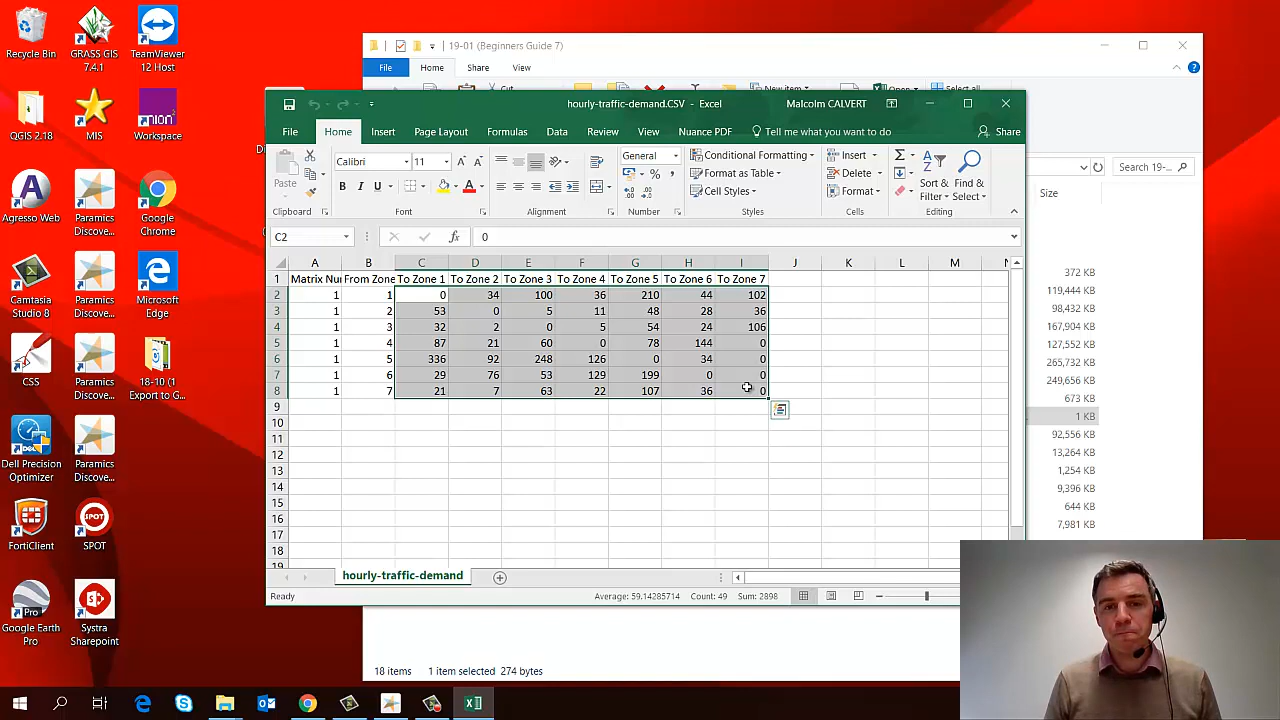 Recycle Bin
GRASS GIS 7.4.1
TeamViewer 12 Host
QGIS 2.18
MIS
Workspace
Agresso Web
Paramics Discove...
Google Chrome
Camtasia Studio 8
Paramics Discove...
Microsoft Edge
CSS
Paramics Discove...
18-10 (1 Export to G...
Dell Precision Optimizer
Paramics Discove...
FortiClient
SPOT
Google Earth Pro
Systra Sharepoint
19-01 (Beginners Guide 7)
File Home Share View
Cut
New item
Open
Select all
Search 19-...
Size
372 KB
119,444 KB
167,904 KB
127,552 KB
265,732 KB
249,656 KB
673 KB
1 KB
92,556 KB
13,264 KB
1,254 KB
9,396 KB
644 KB
7,981 KB
18 items 1 item selected 274 bytes
hourly-traffic-demand.CSV - Excel
Malcolm CALVERT
File Home Insert Page Layout Formulas Data Review View Nuance PDF Tell me what you want to do Share
Paste
Clipboard
Calibri 11
B I U
Font
Alignment
General
Number
Conditional Formatting
Format as Table
Cell Styles
Styles
Insert
Delete
Format
Cells
Sort & Filter
Find & Select
Editing
C2 fx 0
A B C D E F G H I J K L M N
1 Matrix Nu From Zone To Zone 1 To Zone 2 To Zone 3 To Zone 4 To Zone 5 To Zone 6 To Zone 7
2 1 1 0 34 100 36 210 44 102
3 1 2 53 0 5 11 48 28 36
4 1 3 32 2 0 5 54 24 106
5 1 4 87 21 60 0 78 144 0
6 1 5 336 92 248 126 0 34 0
7 1 6 29 76 53 129 199 0 0
8 1 7 21 7 63 22 107 36 0
9
10
11
12
13
14
15
16
17
18
19
hourly-traffic-demand
Ready Average: 59.14285714 Count: 49 Sum: 2898